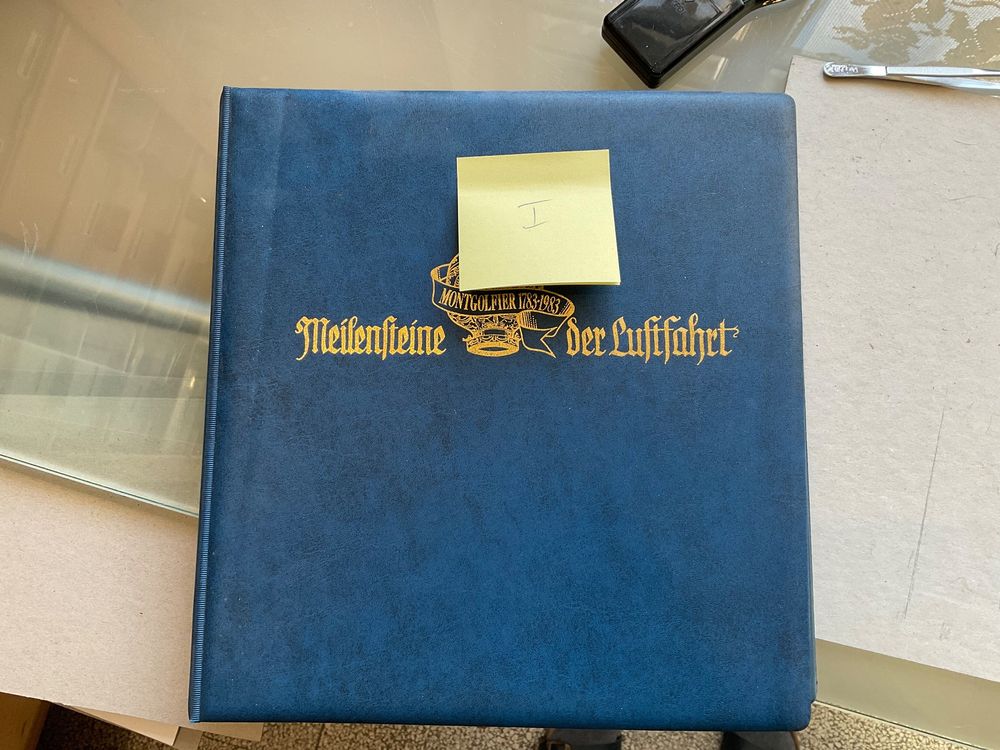 I
MONTGOLFIER 1783-1983
Meilensteine der Luftfahrt